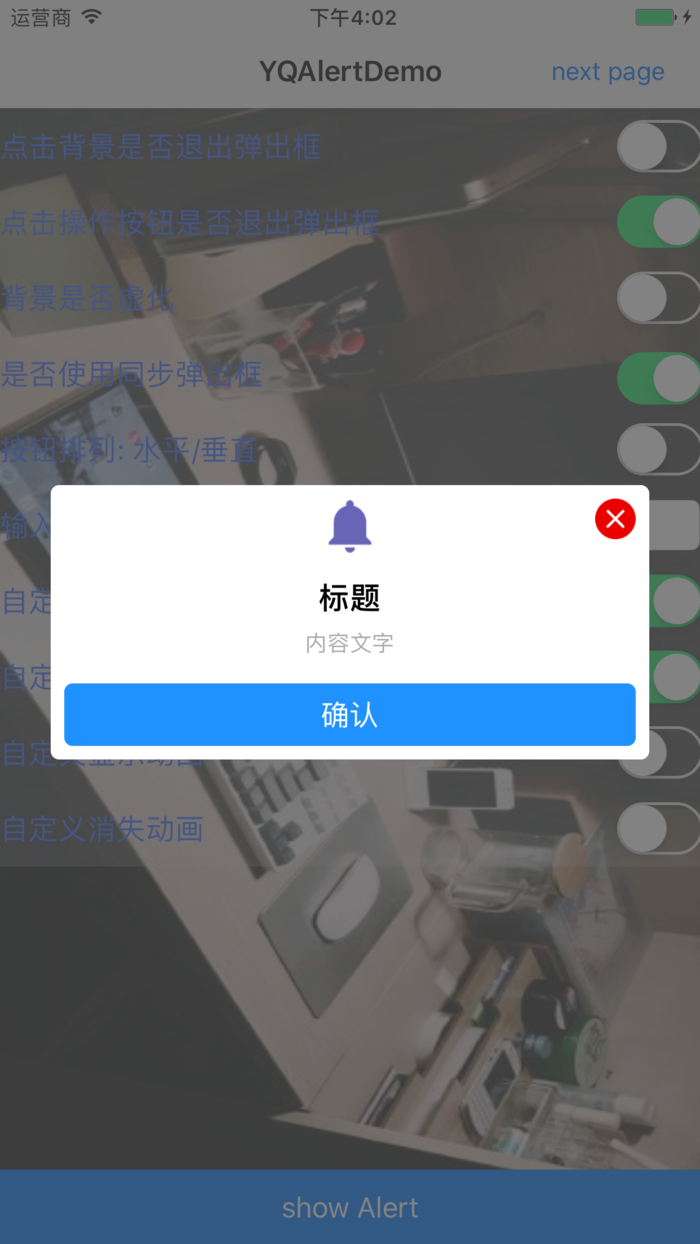 运营商
下午4:02
YQAlertDemo
next page
点击背景是否退出弹出框
点击操作按钮是否退出弹出框
背景是否虚化
是否使用同步弹出框
按钮排列: 水平/垂直
输入
标题
内容文字
自定
自定
确认
自定义显示动画
自定义消失动画
show Alert